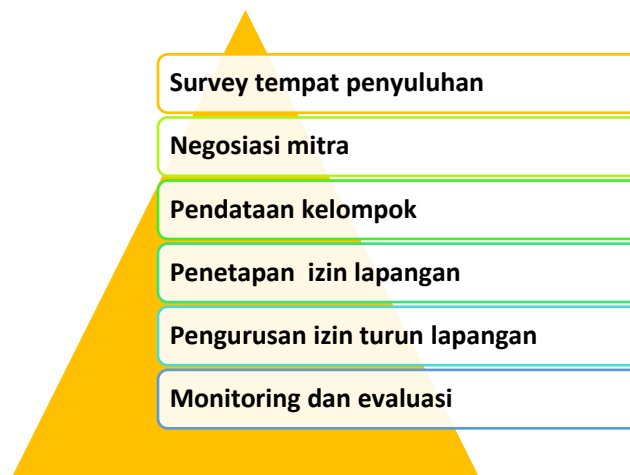 Survey tempat penyuluhan
Negosiasi mitra
Pendataan kelompok
Penetapan  izin lapangan
Pengurusan izin turun lapangan
Monitoring dan evaluasi